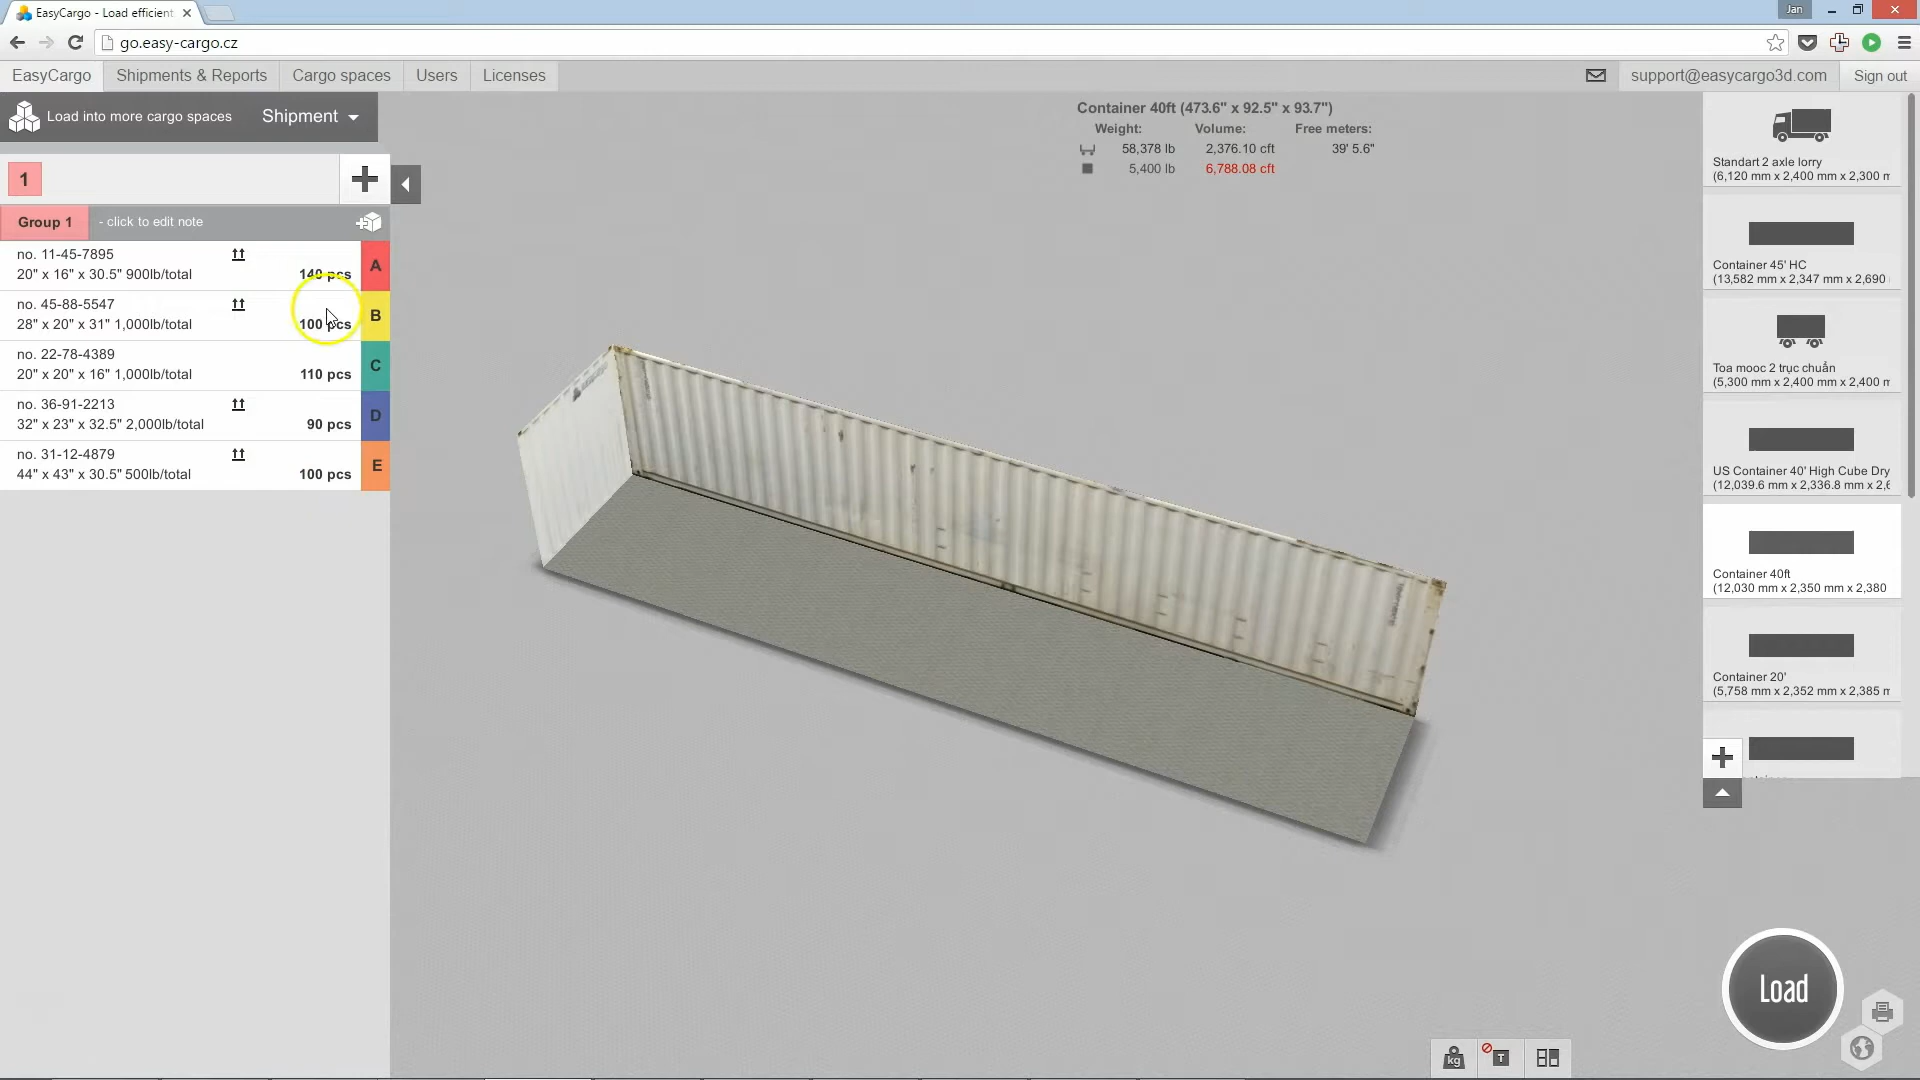 EasyCargo - Load efficient
Jan
go.easy-cargo.cz
EasyCargo
Shipments & Reports
Cargo spaces
Users
Licenses
support@easycargo3d.com
Sign out
Load into more cargo spaces
Shipment
1
Group 1
- click to edit note
no. 11-45-7895
20" x 16" x 30.5" 900lb/total
140 pcs
A
no. 45-88-5547
28" x 20" x 31" 1,000lb/total
100 pcs
B
no. 22-78-4389
20" x 20" x 16" 1,000lb/total
110 pcs
C
no. 36-91-2213
32" x 23" x 32.5" 2,000lb/total
90 pcs
D
no. 31-12-4879
44" x 43" x 30.5" 500lb/total
100 pcs
E
Container 40ft (473.6" x 92.5" x 93.7")
Weight: Volume: Free meters:
58,378 lb 2,376.10 cft 39' 5.6"
5,400 lb 6,788.08 cft
Standart 2 axle lorry
(6,120 mm x 2,400 mm x 2,300 m
Container 45' HC
(13,582 mm x 2,347 mm x 2,690
Toa mooc 2 trục chuẩn
(5,300 mm x 2,400 mm x 2,400 m
US Container 40' High Cube Dry
(12,039.6 mm x 2,336.8 mm x 2,6
Container 40ft
(12,030 mm x 2,350 mm x 2,380
Container 20'
(5,758 mm x 2,352 mm x 2,385 m
Load
kg
T